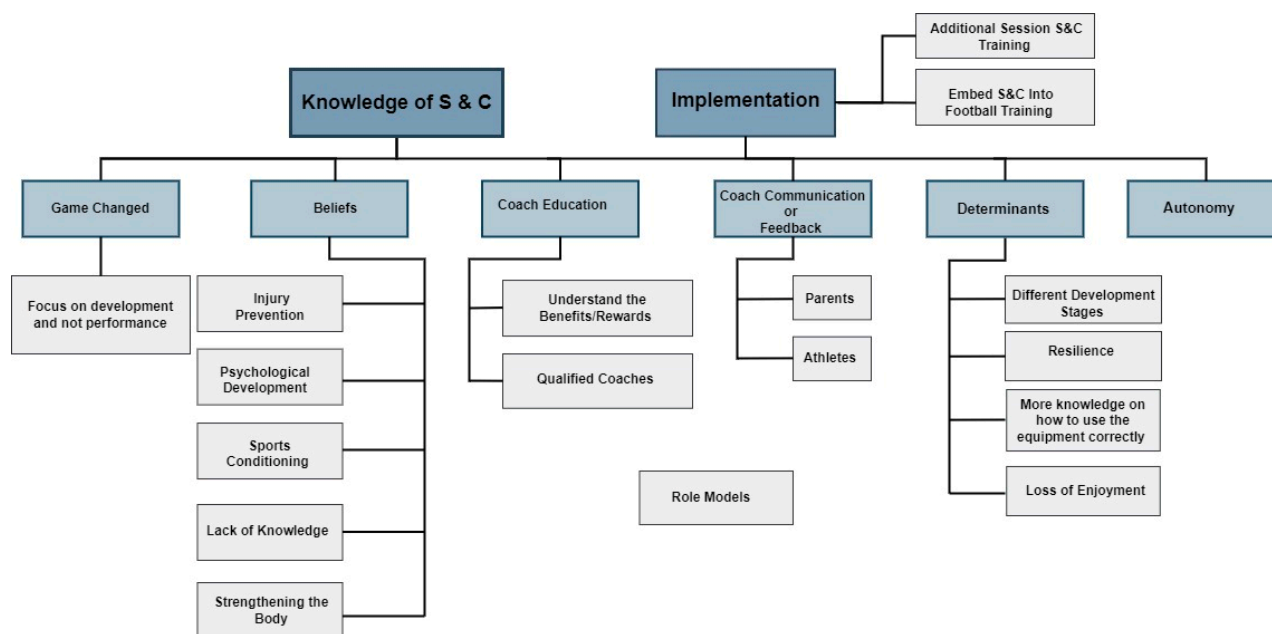 Additional Session S&C
Training
Knowledge of S & C
Implementation
Embed S&C Into
Football Training
Game Changed
Beliefs
Coach Education
Coach Communication
or
Feedback
Determinants
Autonomy
Focus on development
and not performance
Injury
Prevention
Psychological
Development
Sports
Conditioning
Lack of Knowledge
Strengthening the
Body
Understand the
Benefits/Rewards
Qualified Coaches
Parents
Athletes
Role Models
Different Development
Stages
Resilience
More knowledge on
how to use the
equipment correctly
Loss of Enjoyment